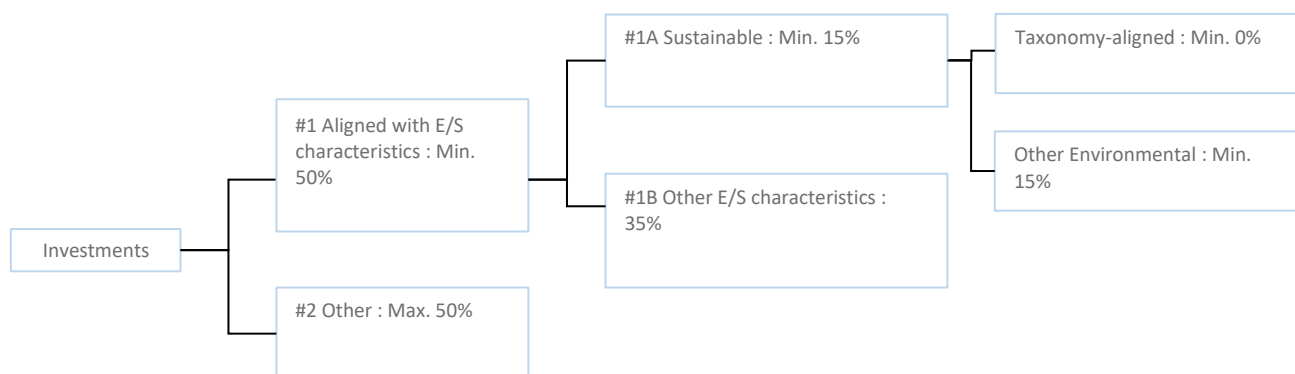 Investments
#1 Aligned with E/S
characteristics : Min.
50%
#2 Other : Max. 50%
#1A Sustainable : Min. 15%
#1B Other E/S characteristics :
35%
Taxonomy-aligned : Min. 0%
Other Environmental : Min.
15%